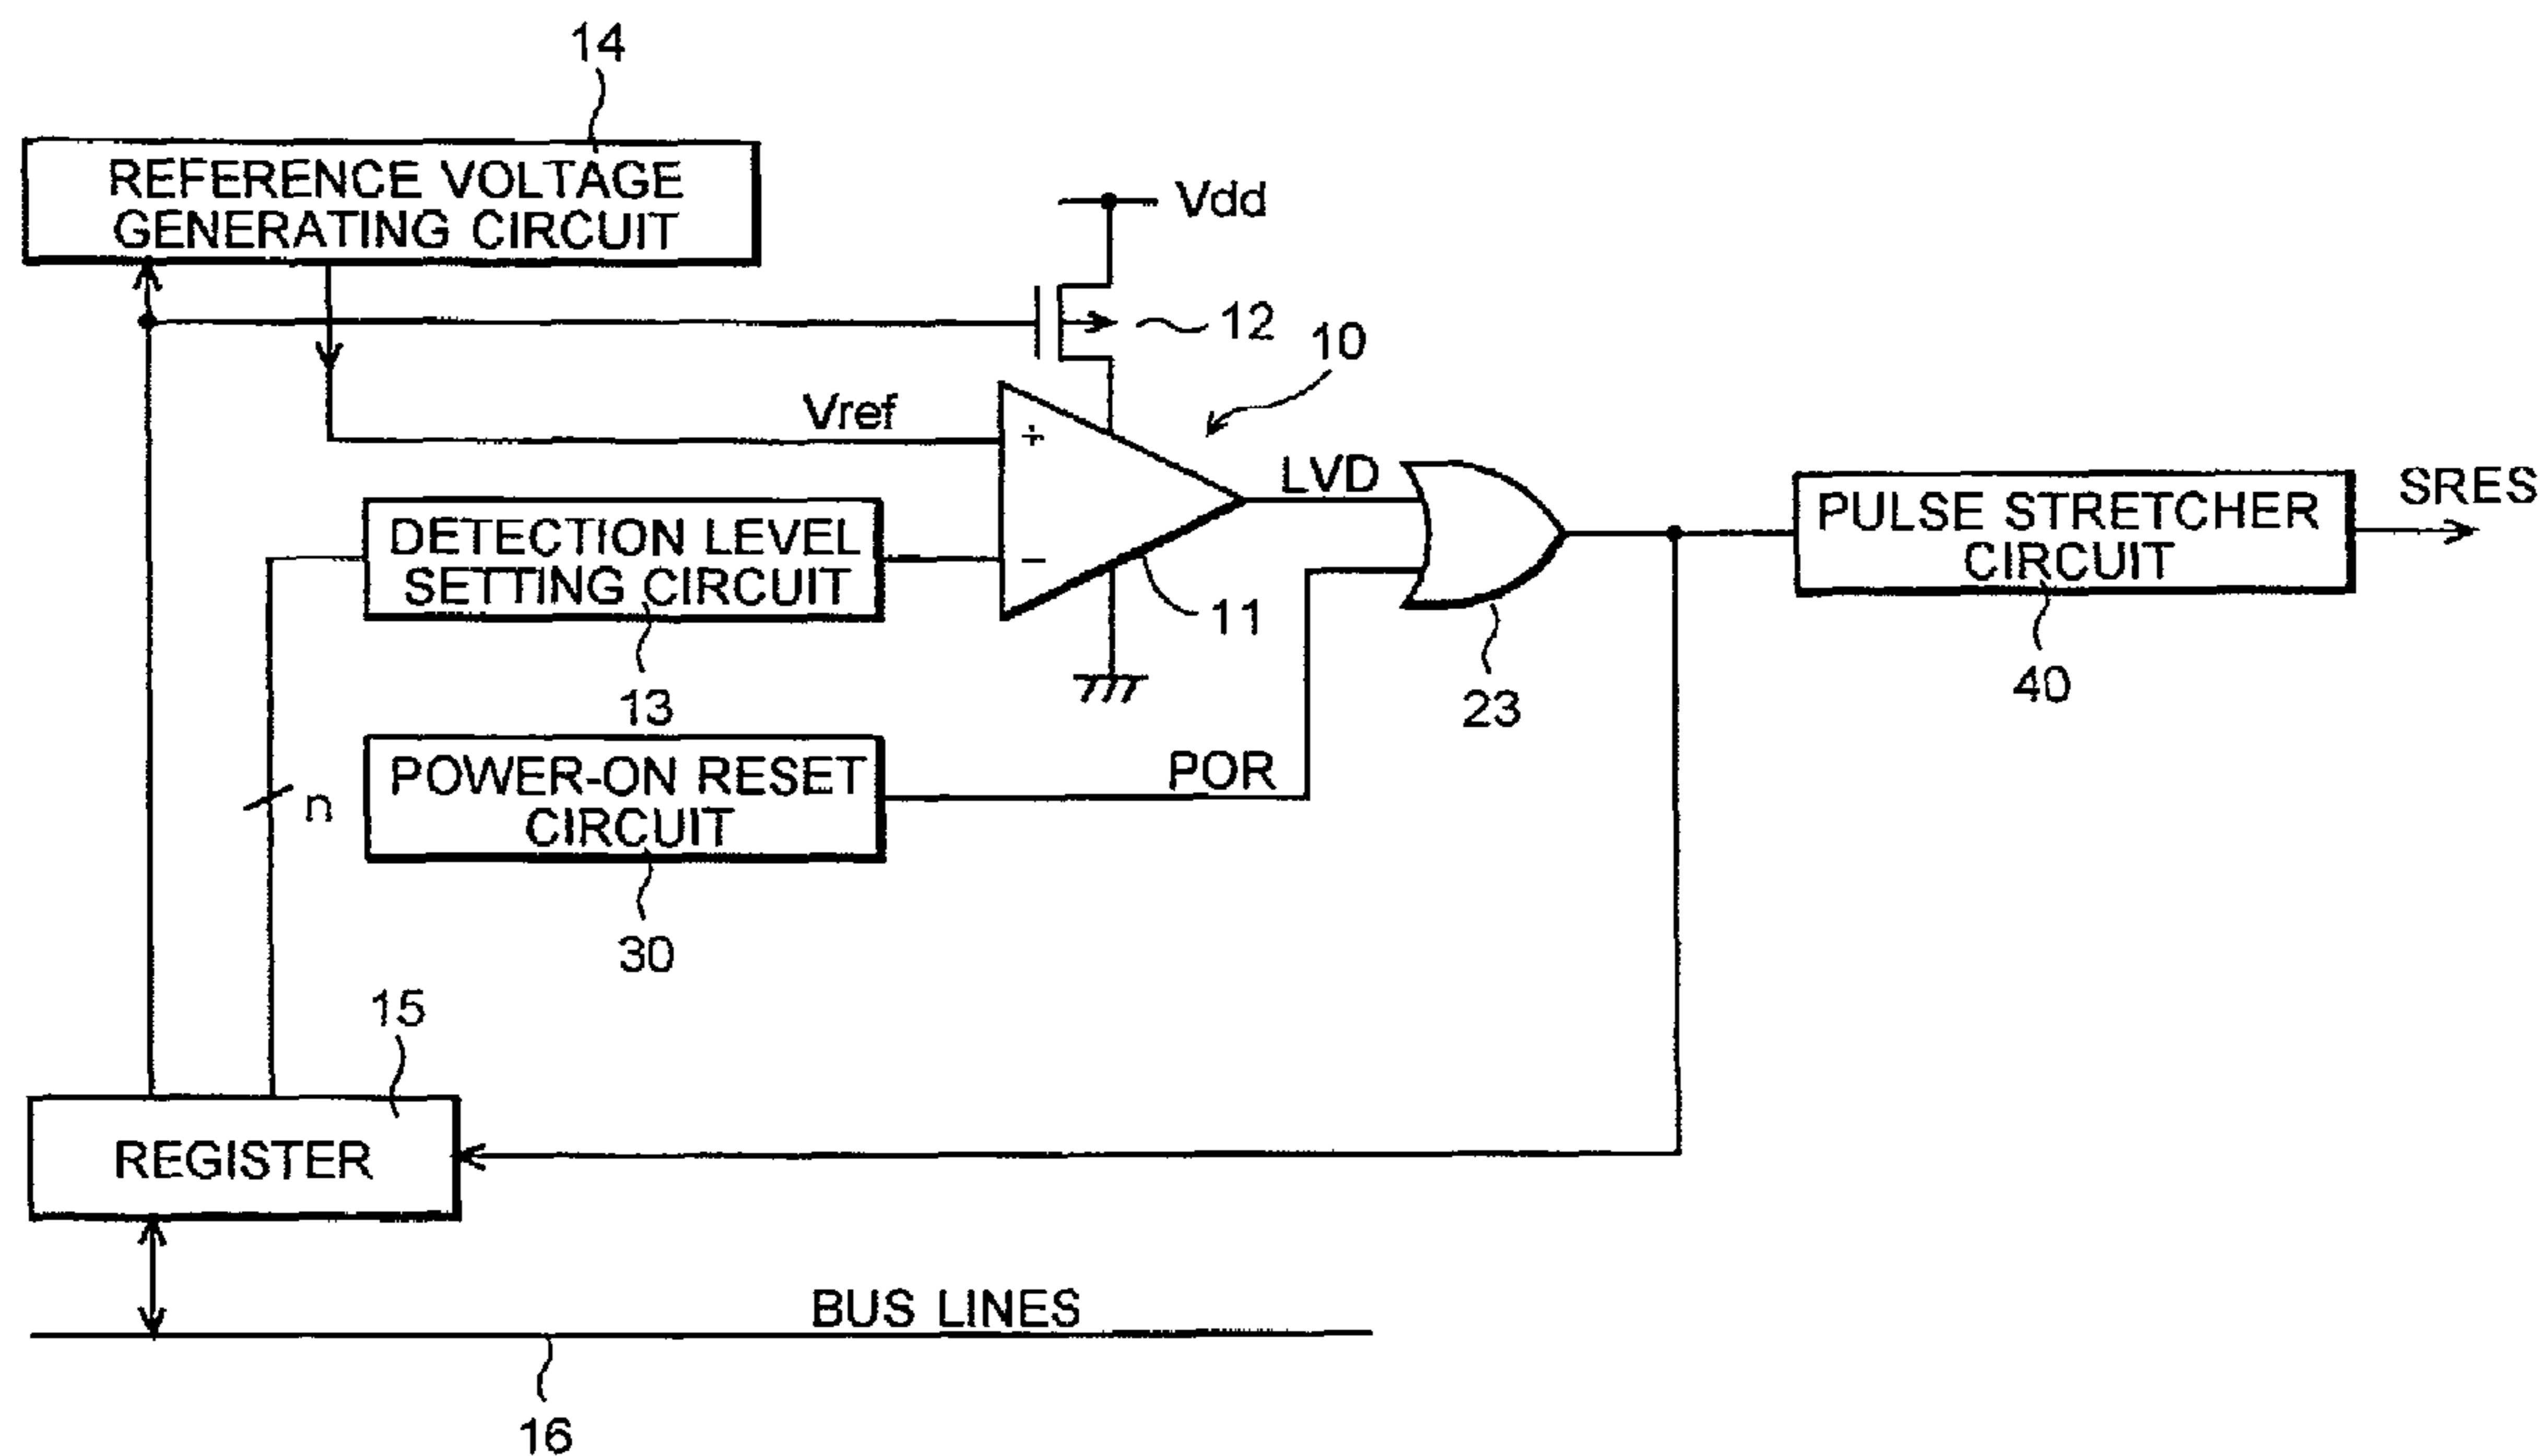 14
REFERENCE VOLTAGE
GENERATING CIRCUIT
Vdd
12
10
Vref
+
LVD
SRES
DETECTION LEVEL
SETTING CIRCUIT
−
11
PULSE STRETCHER
CIRCUIT
13
23
40
n
POWER-ON RESET
CIRCUIT
POR
30
15
REGISTER
BUS LINES
16